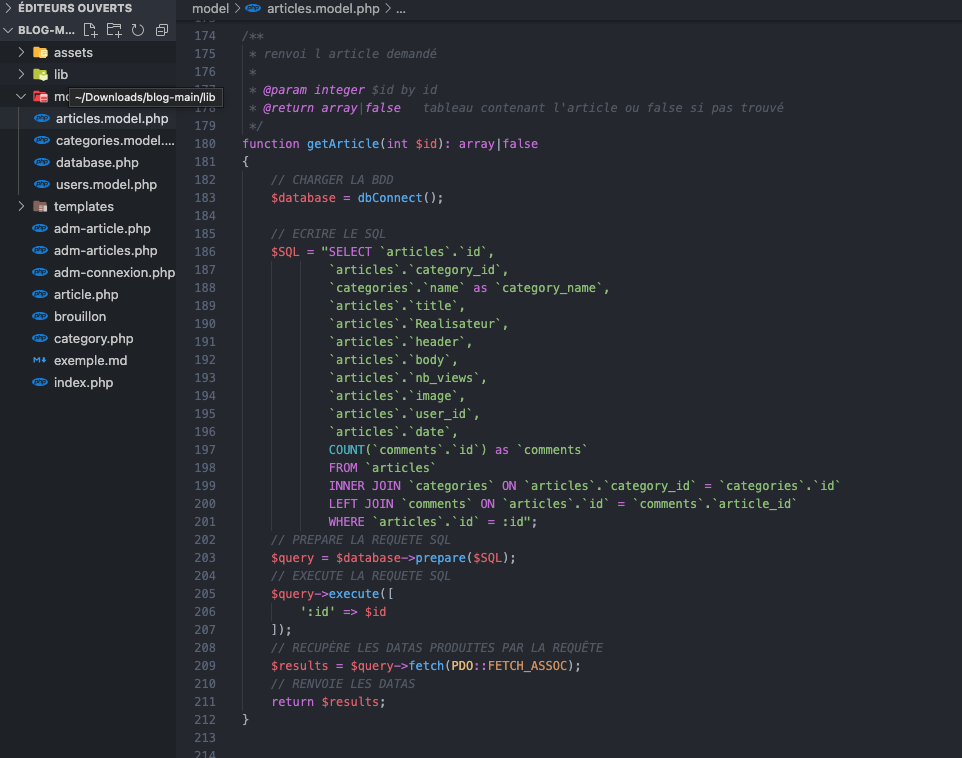 ÉDITEURS OUVERTS
BLOG-M...
assets
lib
~/Downloads/blog-main/lib
articles.model.php
categories.model....
database.php
users.model.php
templates
adm-article.php
adm-articles.php
adm-connexion.php
article.php
brouillon
category.php
exemple.md
index.php
model > articles.model.php > ...
174 /**
175 * renvoi l article demandé
176 *
177 * @param integer $id by id
178 * @return array|false   tableau contenant l'article ou false si pas trouvé
179 */
180 function getArticle(int $id): array|false
181 {
182 // CHARGER LA BDD
183 $database = dbConnect();
184
185 // ECRIRE LE SQL
186 $SQL = "SELECT `articles`.`id`,
187 `articles`.`category_id`,
188 `categories`.`name` as `category_name`,
189 `articles`.`title`,
190 `articles`.`Realisateur`,
191 `articles`.`header`,
192 `articles`.`body`,
193 `articles`.`nb_views`,
194 `articles`.`image`,
195 `articles`.`user_id`,
196 `articles`.`date`,
197 COUNT(`comments`.`id`) as `comments`
198 FROM `articles`
199 INNER JOIN `categories` ON `articles`.`category_id` = `categories`.`id`
200 LEFT JOIN `comments` ON `articles`.`id` = `comments`.`article_id`
201 WHERE `articles`.`id` = :id";
202 // PREPARE LA REQUETE SQL
203 $query = $database->prepare($SQL);
204 // EXECUTE LA REQUETE SQL
205 $query->execute([
206 ':id' => $id
207 ]);
208 // RECUPÈRE LES DATAS PRODUITES PAR LA REQUÊTE
209 $results = $query->fetch(PDO::FETCH_ASSOC);
210 // RENVOIE LES DATAS
211 return $results;
212 }
213
214